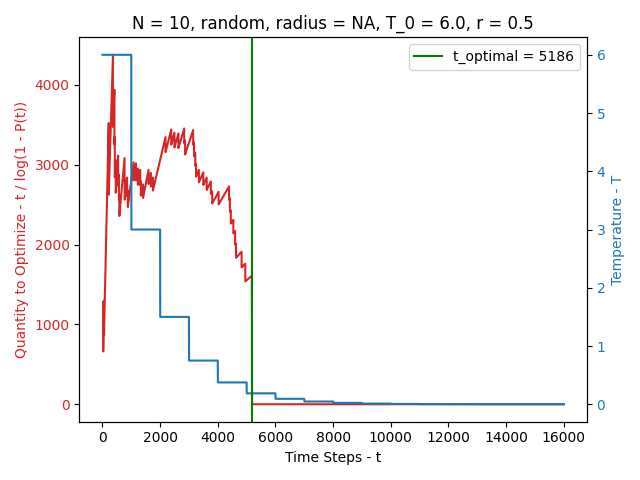 N = 10, random, radius = NA, T_0 = 6.0, r = 0.5
t_optimal = 5186
Quantity to Optimize - t / log(1 - P(t))
4000
3000
2000
1000
0
6
5
4
3
2
1
0
Temperature - T
0 2000 4000 6000 8000 10000 12000 14000 16000
Time Steps - t